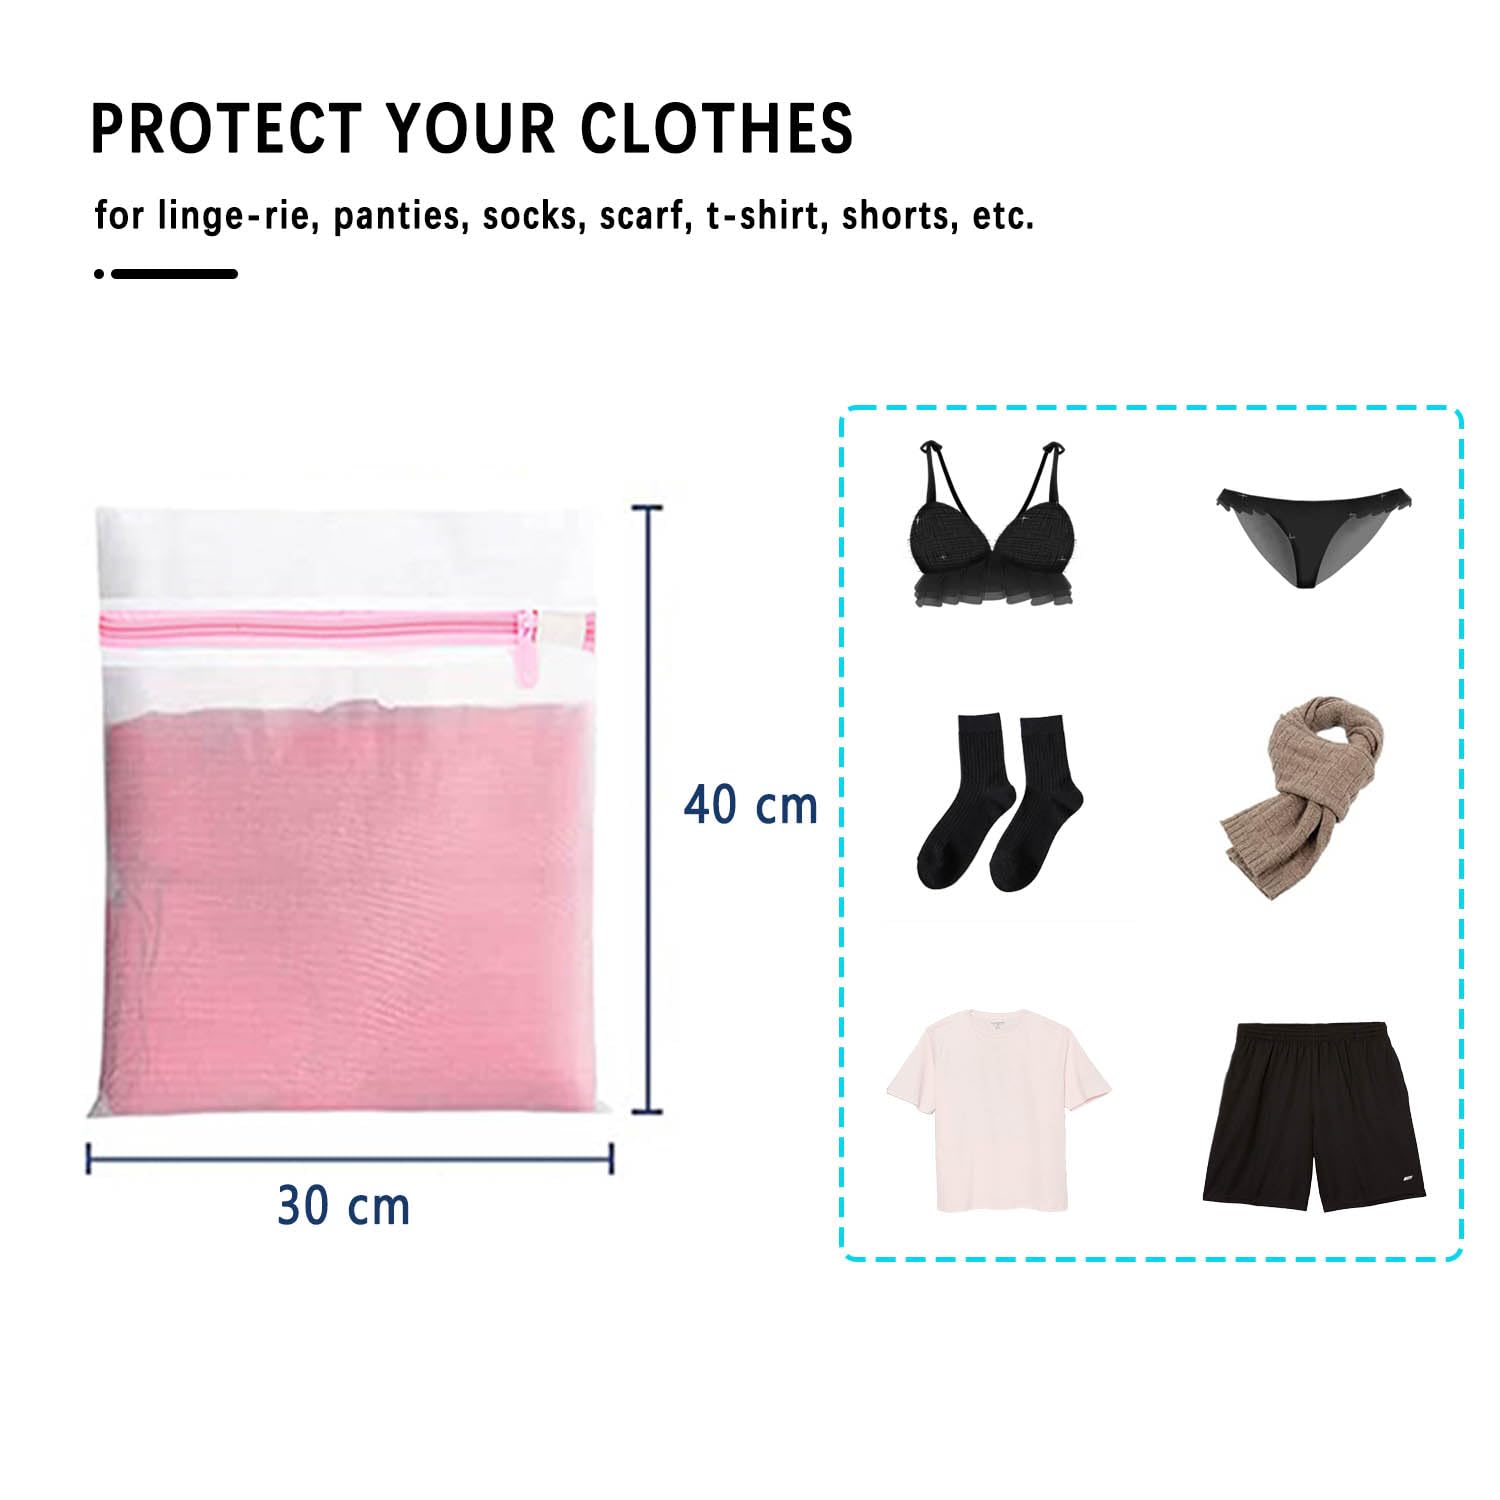 PROTECT YOUR CLOTHES
for linge-rie, panties, socks, scarf, t-shirt, shorts, etc.
40 cm
30 cm